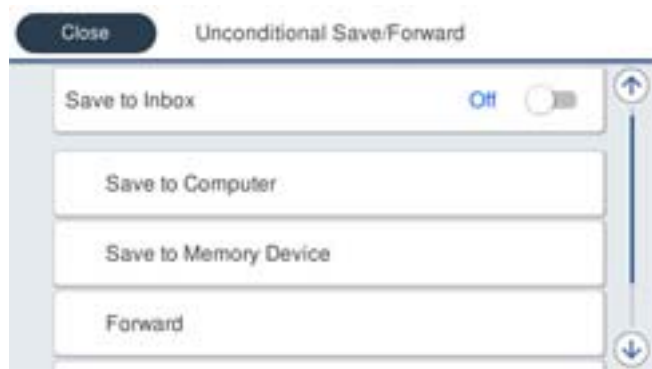 Close Unconditional Save/Forward
Save to Inbox Off
Save to Computer
Save to Memory Device
Forward